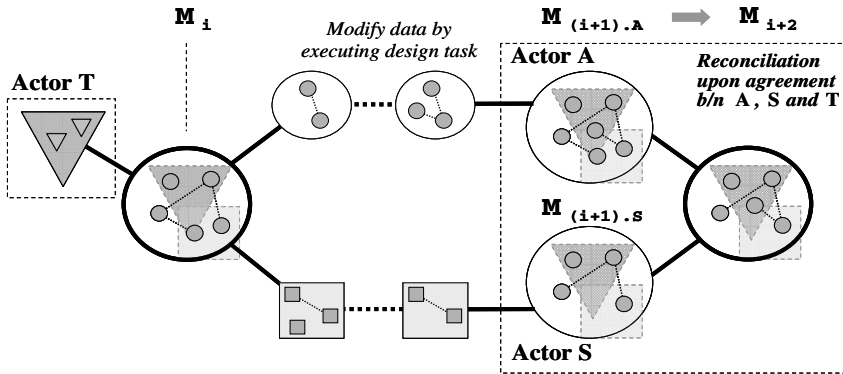 M i
Modify data by
executing design task
M (i+1).A
M i+2
Actor T
Actor A
Reconciliation
upon agreement
b/n A, S and T
M (i+1).S
Actor S